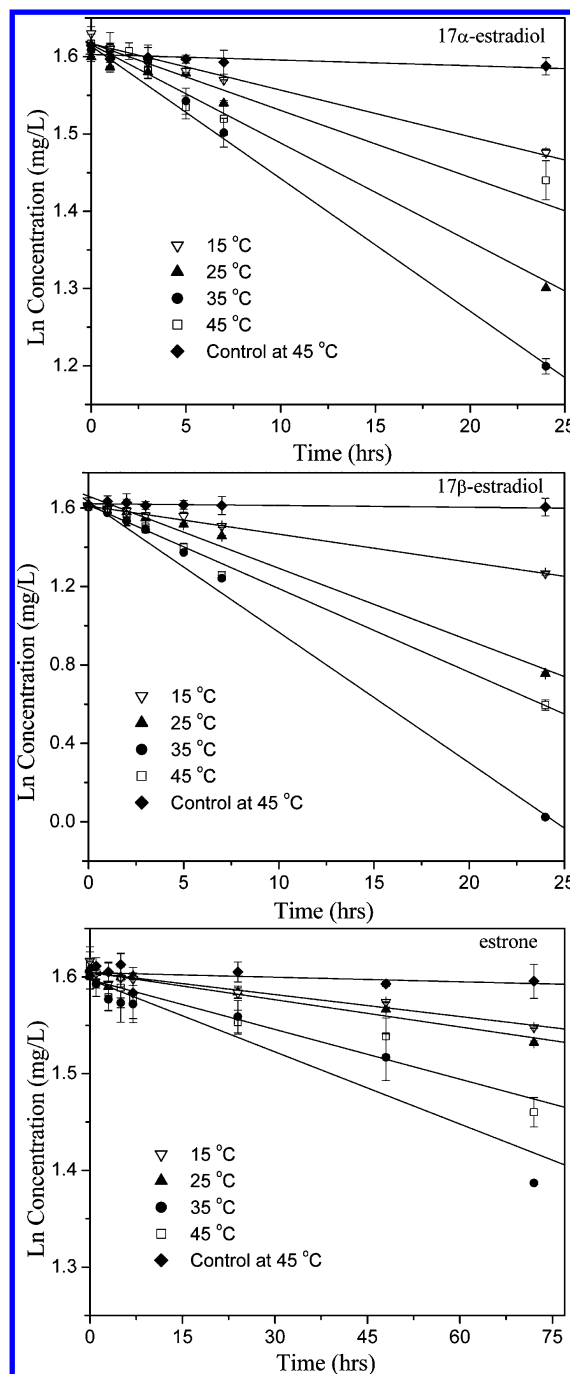 17α-estradiol
Ln Concentration (mg/L)
1.6
1.5
1.4
1.3
1.2
15 °C
25 °C
35 °C
45 °C
Control at 45 °C
0 5 10 15 20 25
Time (hrs)
17β-estradiol
Ln Concentration (mg/L)
1.6
1.2
0.8
0.4
0.0
15 °C
25 °C
35 °C
45 °C
Control at 45 °C
0 5 10 15 20 25
Time (hrs)
estrone
Ln Concentration (mg/L)
1.6
1.5
1.4
1.3
15 °C
25 °C
35 °C
45 °C
Control at 45 °C
0 15 30 45 60 75
Time (hrs)